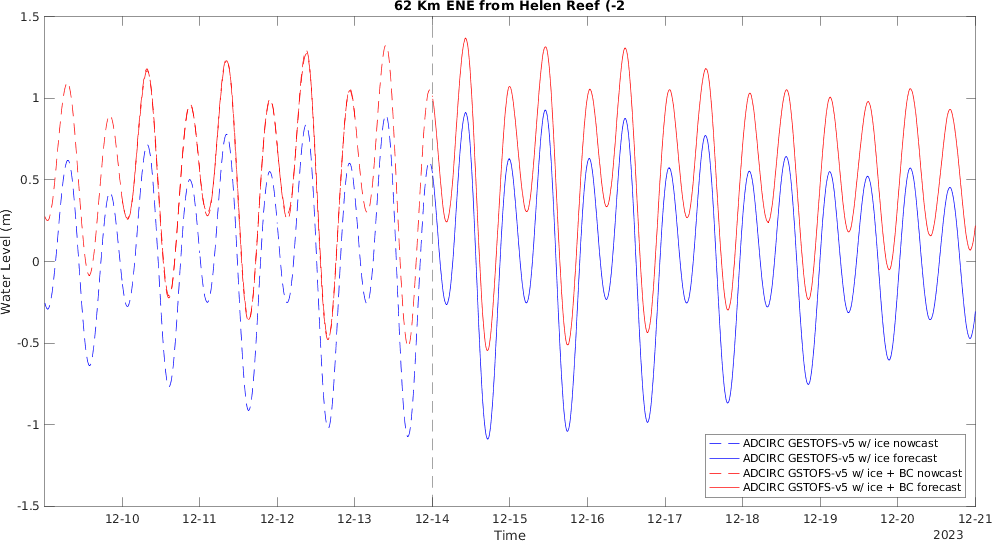 62 Km ENE from Helen Reef (-2
1.5
1
0.5
0
-0.5
-1
-1.5
Water Level (m)
ADCIRC GESTOFS-v5 w/ ice nowcast
ADCIRC GESTOFS-v5 w/ ice forecast
ADCIRC GSTOFS-v5 w/ ice + BC nowcast
ADCIRC GSTOFS-v5 w/ ice + BC forecast
12-10 12-11 12-12 12-13 12-14 12-15 12-16 12-17 12-18 12-19 12-20 12-21
Time
2023